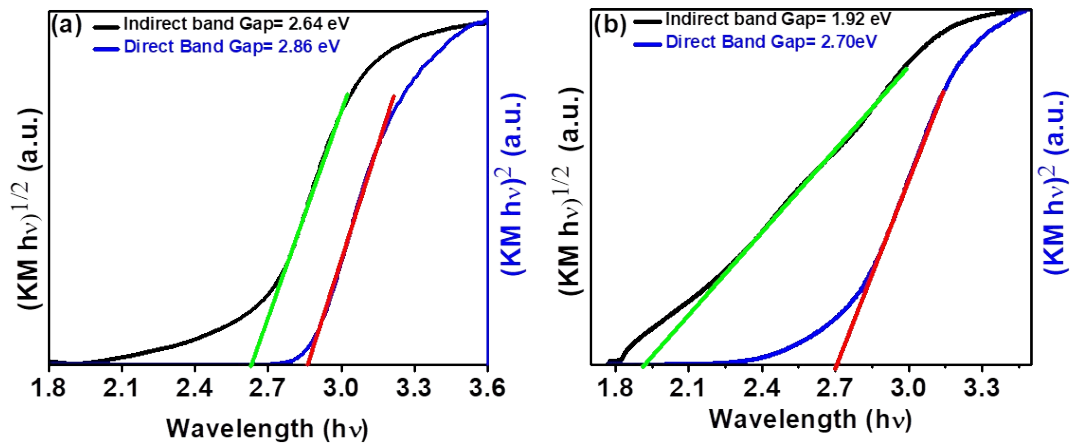 (a)
Indirect band Gap= 2.64 eV
Direct Band Gap= 2.86 eV
(KM hν)^1/2 (a.u.)
(KM hν)^2 (a.u.)
1.8 2.1 2.4 2.7 3.0 3.3 3.6
Wavelength (hν)
(b)
Indirect band Gap= 1.92 eV
Direct Band Gap= 2.70eV
(KM hν)^1/2 (a.u.)
(KM hν)^2 (a.u.)
1.8 2.1 2.4 2.7 3.0 3.3
Wavelength (hν)